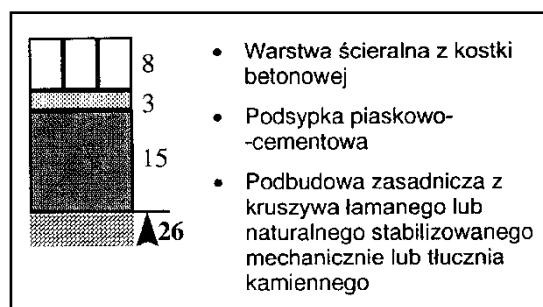 8
3
15
26
• Warstwa ścieralna z kostki
betonowej
• Podsypka piaskowo-
-cementowa
• Podbudowa zasadnicza z
kruszywa łamanego lub
naturalnego stabilizowanego
mechanicznie lub tłucznia
kamiennego